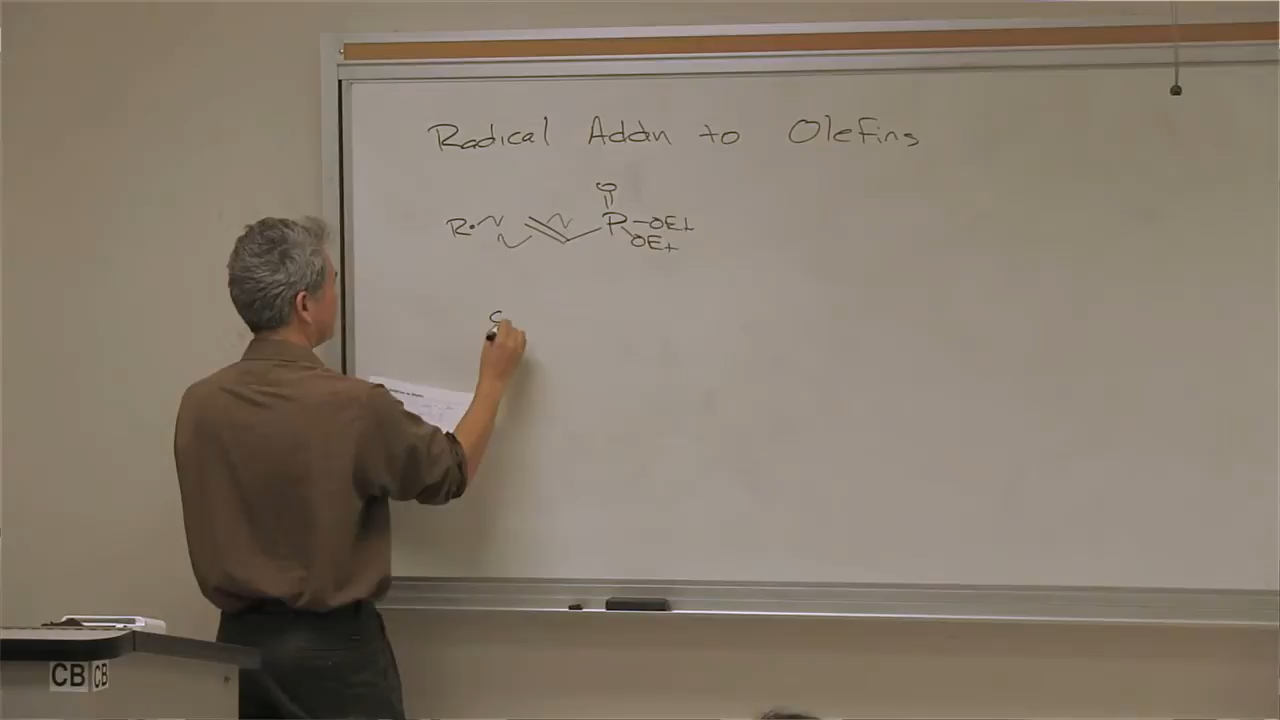 Radical Addn to Olefins
O
R• P OEt
OEt
CB CB